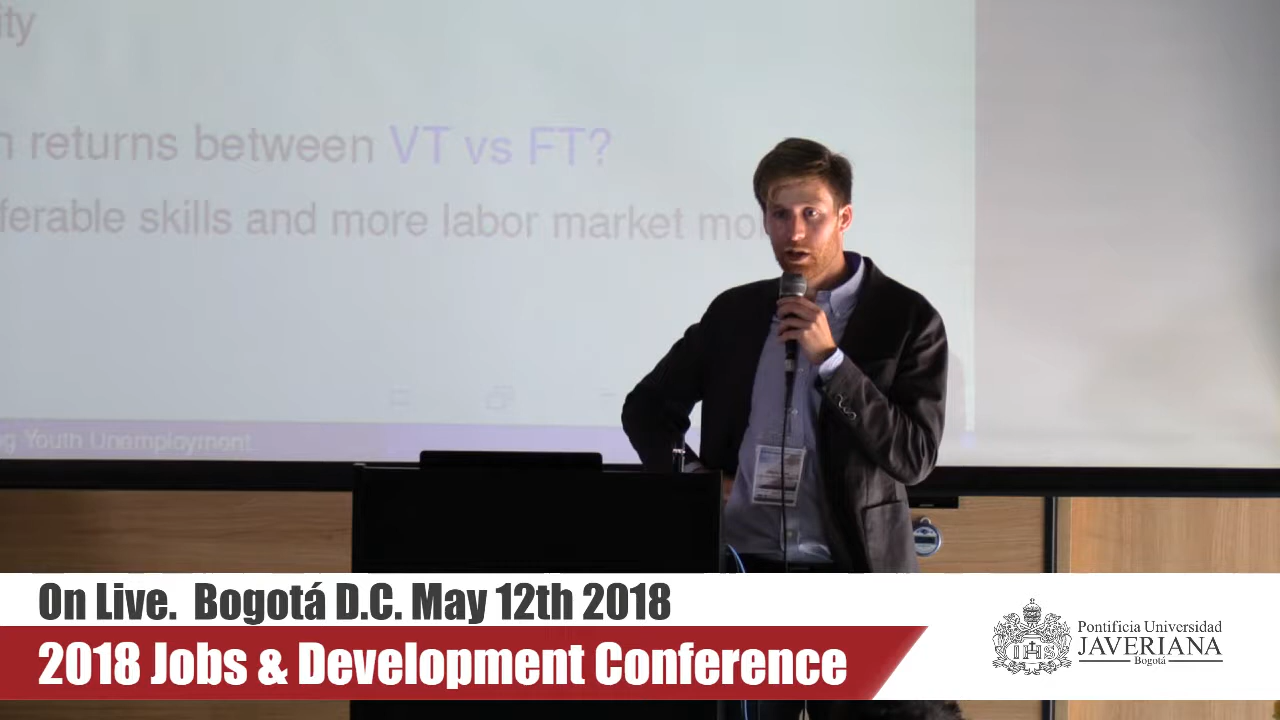 ity
n returns between VT vs FT?
ferable skills and more labor market mo
ng Youth Unemployment
On Live. Bogotá D.C. May 12th 2018
2018 Jobs & Development Conference
Pontificia Universidad
JAVERIANA
Bogotá